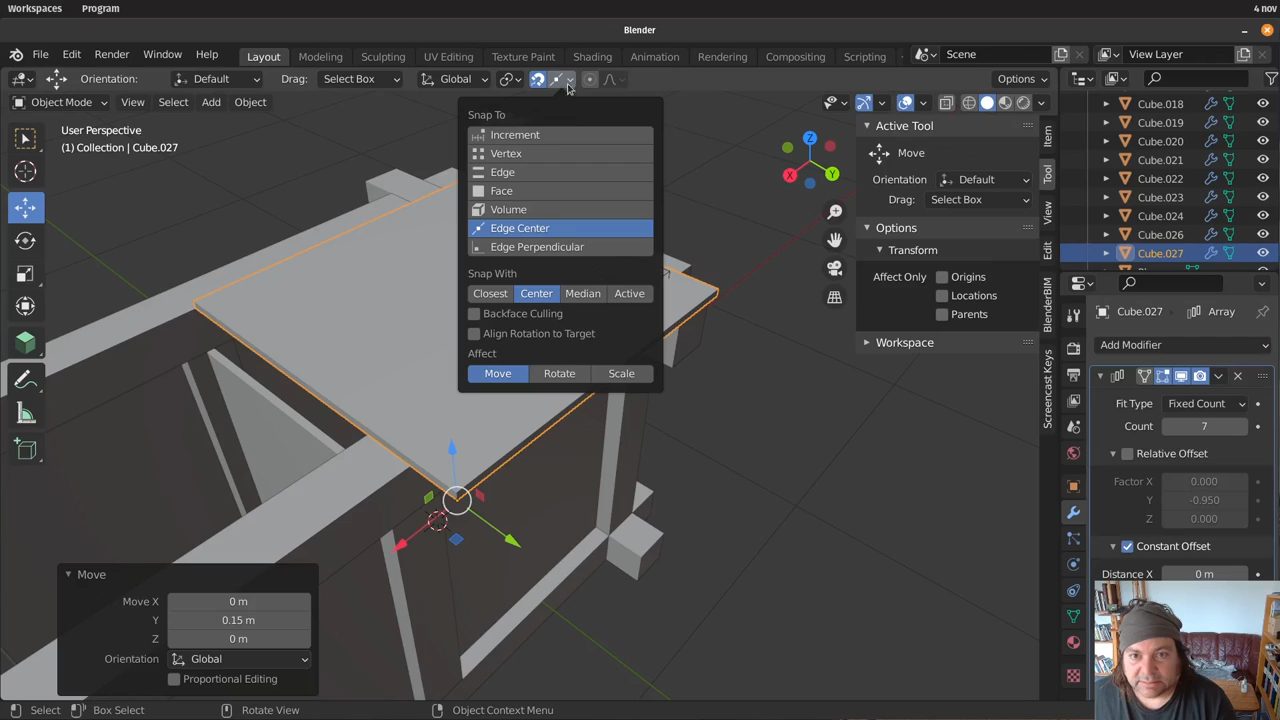 Workspaces Program 4 nov
Blender
File Edit Render Window Help Layout Modeling Sculpting UV Editing Texture Paint Shading Animation Rendering Compositing Scripting Scene View Layer
Orientation: Default Drag: Select Box Global Options
Object Mode View Select Add Object
User Perspective
(1) Collection | Cube.027
Snap To
Increment
Vertex
Edge
Face
Volume
Edge Center
Edge Perpendicular
Snap With
Closest Center Median Active
Backface Culling
Align Rotation to Target
Affect
Move Rotate Scale
Z
X
Y
Active Tool
Move
Orientation Default
Drag: Select Box
Options
Transform
Affect Only Origins
Locations
Parents
Workspace
Item
Tool
View
Edit
BlenderBIM
Screencast Keys
Cube.018
Cube.019
Cube.020
Cube.021
Cube.022
Cube.023
Cube.024
Cube.026
Cube.027
Cube.027 Array
Add Modifier
Fit Type Fixed Count
Count 7
Relative Offset
Factor X 0.000
Y -0.950
Z 0.000
Constant Offset
Distance X 0 m
Move
Move X 0 m
Y 0.15 m
Z 0 m
Orientation Global
Proportional Editing
Select Box Select Rotate View Object Context Menu